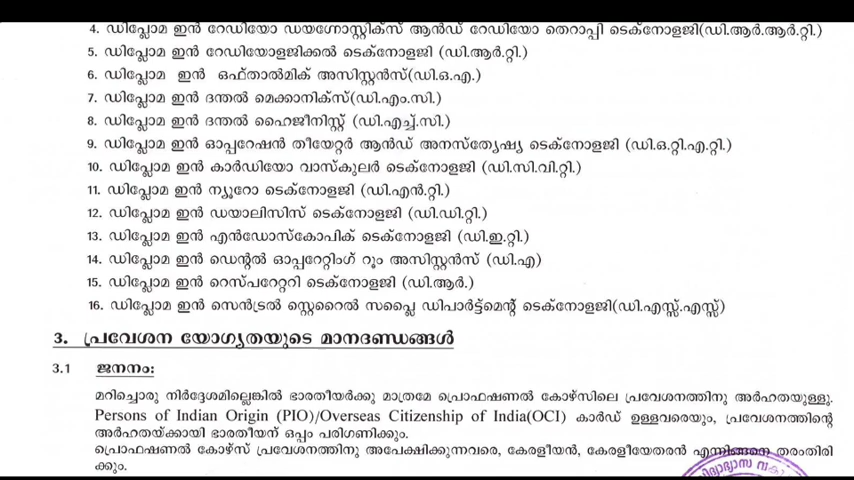 4. ഡിപ്ലോമ ഇൻ റേഡിയോ ഡയഗ്നോസ്റ്റിക്സ് ആൻഡ് റേഡിയോ തെറാപ്പി ടെക്നോളജി(ഡി.ആർ.ആർ.റ്റി.)
5. ഡിപ്ലോമ ഇൻ റേഡിയോളജിക്കൽ ടെക്നോളജി (ഡി.ആർ.റ്റി.)
6. ഡിപ്ലോമ ഇൻ ഒഫ്താൽമിക് അസിസ്റ്റൻസ്(ഡി.ഒ.എ.)
7. ഡിപ്ലോമ ഇൻ ദന്തൽ മെക്കാനിക്സ്(ഡി.എം.സി.)
8. ഡിപ്ലോമ ഇൻ ദന്തൽ ഹൈജീനിസ്റ്റ് (ഡി.എച്ച്.സി.)
9. ഡിപ്ലോമ ഇൻ ഓപ്പറേഷൻ തീയേറ്റർ ആൻഡ് അനസ്ത്യേഷ്യ ടെക്നോളജി (ഡി.ഒ.റ്റി.എ.റ്റി.)
10. ഡിപ്ലോമ ഇൻ കാർഡിയോ വാസ്കുലർ ടെക്നോളജി (ഡി.സി.വി.റ്റി.)
11. ഡിപ്ലോമ ഇൻ ന്യൂറോ ടെക്നോളജി (ഡി.എൻ.റ്റി.)
12. ഡിപ്ലോമ ഇൻ ഡയാലിസിസ് ടെക്നോളജി (ഡി.ഡി.റ്റി.)
13. ഡിപ്ലോമ ഇൻ എൻഡോസ്കോപിക് ടെക്നോളജി (ഡി.ഇ.റ്റി.)
14. ഡിപ്ലോമ ഇൻ ഡെന്റൽ ഓപ്പറേറ്റിംഗ് റൂം അസിസ്റ്റൻസ് (ഡി.എ)
15. ഡിപ്ലോമ ഇൻ റെസ്പറേറ്ററി ടെക്നോളജി (ഡി.ആർ.)
16. ഡിപ്ലോമ ഇൻ സെൻട്രൽ സ്റ്റെറൈൽ സപ്ലൈ ഡിപാർട്ട്മെന്റ് ടെക്നോളജി(ഡി.എസ്സ്.എസ്സ്)
3. പ്രവേശന യോഗ്യതയുടെ മാനദണ്ഡങ്ങൾ
3.1 ജനനം:
മറിച്ചൊരു നിർദ്ദേശമില്ലെങ്കിൽ ഭാരതീയർക്കു മാത്രമേ പ്രൊഫഷണൽ കോഴ്സിലെ പ്രവേശനത്തിനു അർഹതയുള്ളൂ.
Persons of Indian Origin (PIO)/Overseas Citizenship of India(OCI) കാർഡ് ഉള്ളവരെയും, പ്രവേശനത്തിന്റെ
അർഹതയ്ക്കായി ഭാരതീയന് ഒപ്പം പരിഗണിക്കും.
പ്രൊഫഷണൽ കോഴ്സ് പ്രവേശനത്തിനു അപേക്ഷിക്കുന്നവരെ, കേരളീയൻ, കേരളീയേതരൻ എന്നിങ്ങനെ തരംതിരി
ക്കും.